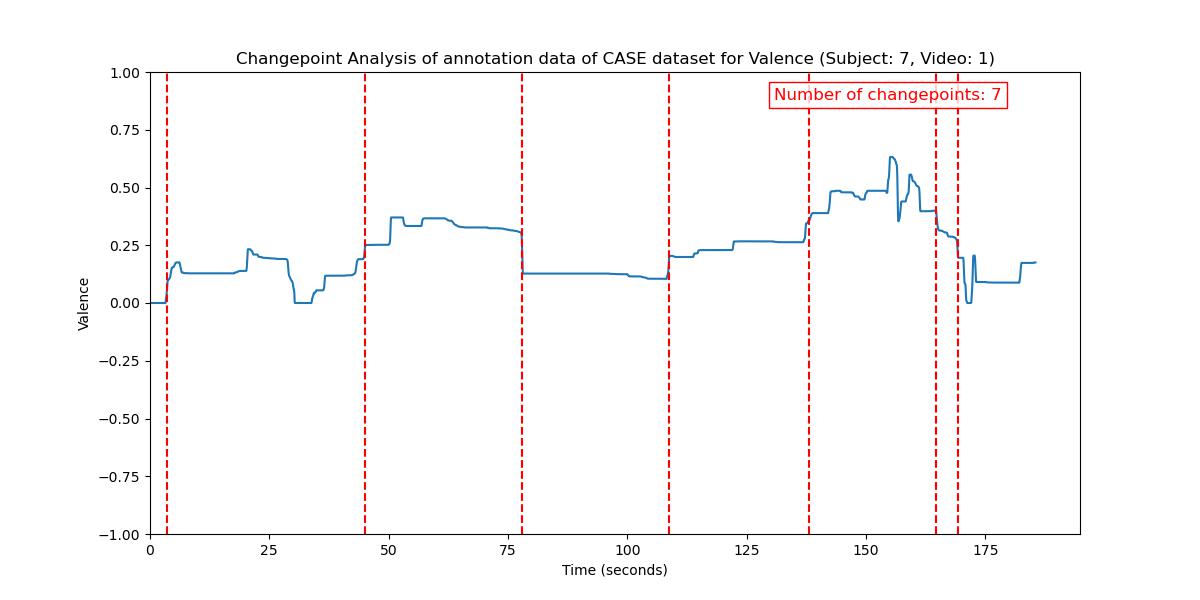 Changepoint Analysis of annotation data of CASE dataset for Valence (Subject: 7, Video: 1)
Number of changepoints: 7
1.00
0.75
0.50
0.25
0.00
−0.25
−0.50
−0.75
−1.00
Valence
0 25 50 75 100 125 150 175
Time (seconds)